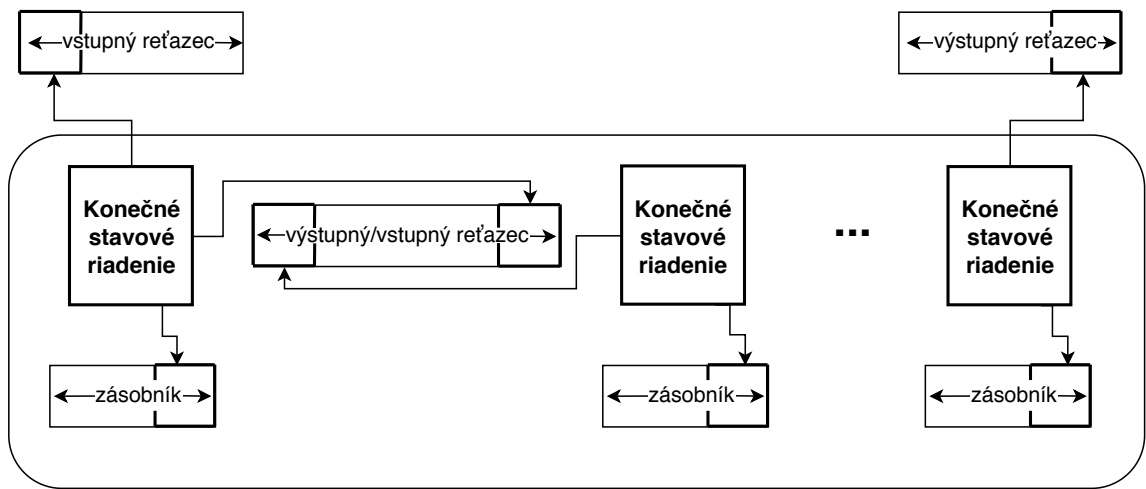 vstupný reťazec
výstupný reťazec
Konečné
stavové
riadenie
výstupný/vstupný reťazec
Konečné
stavové
riadenie
...
Konečné
stavové
riadenie
zásobník
zásobník
zásobník